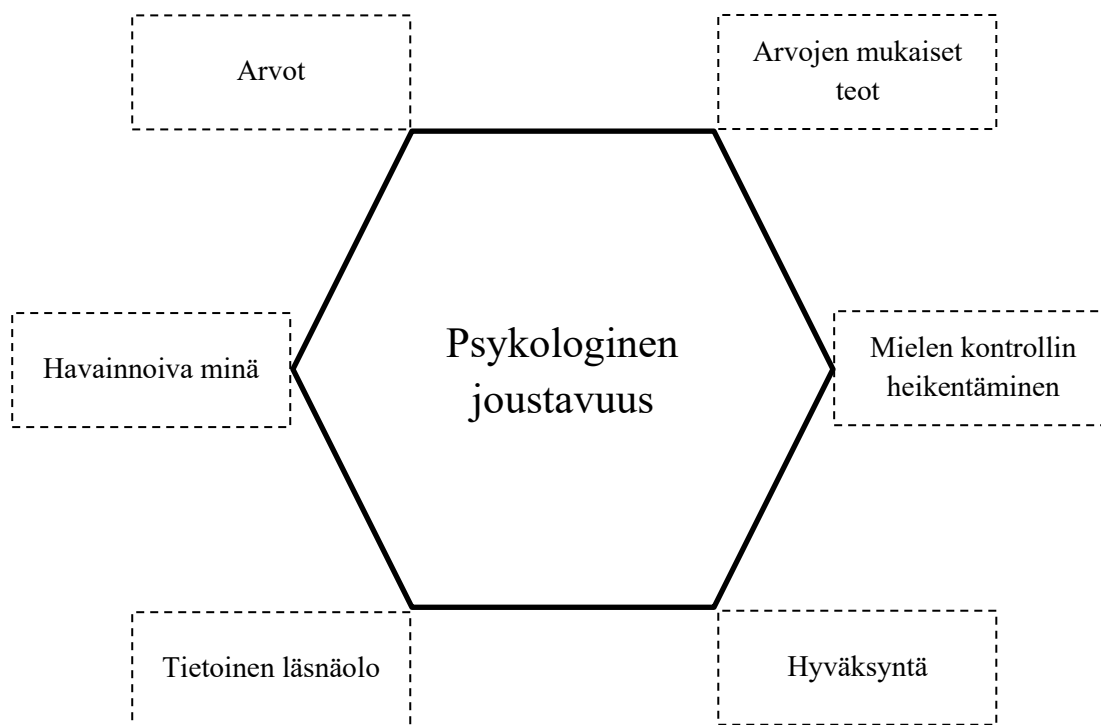 Arvot
Arvojen mukaiset
teot
Havainnoiva minä
Psykologinen
joustavuus
Mielen kontrollin
heikentäminen
Tietoinen läsnäolo
Hyväksyntä